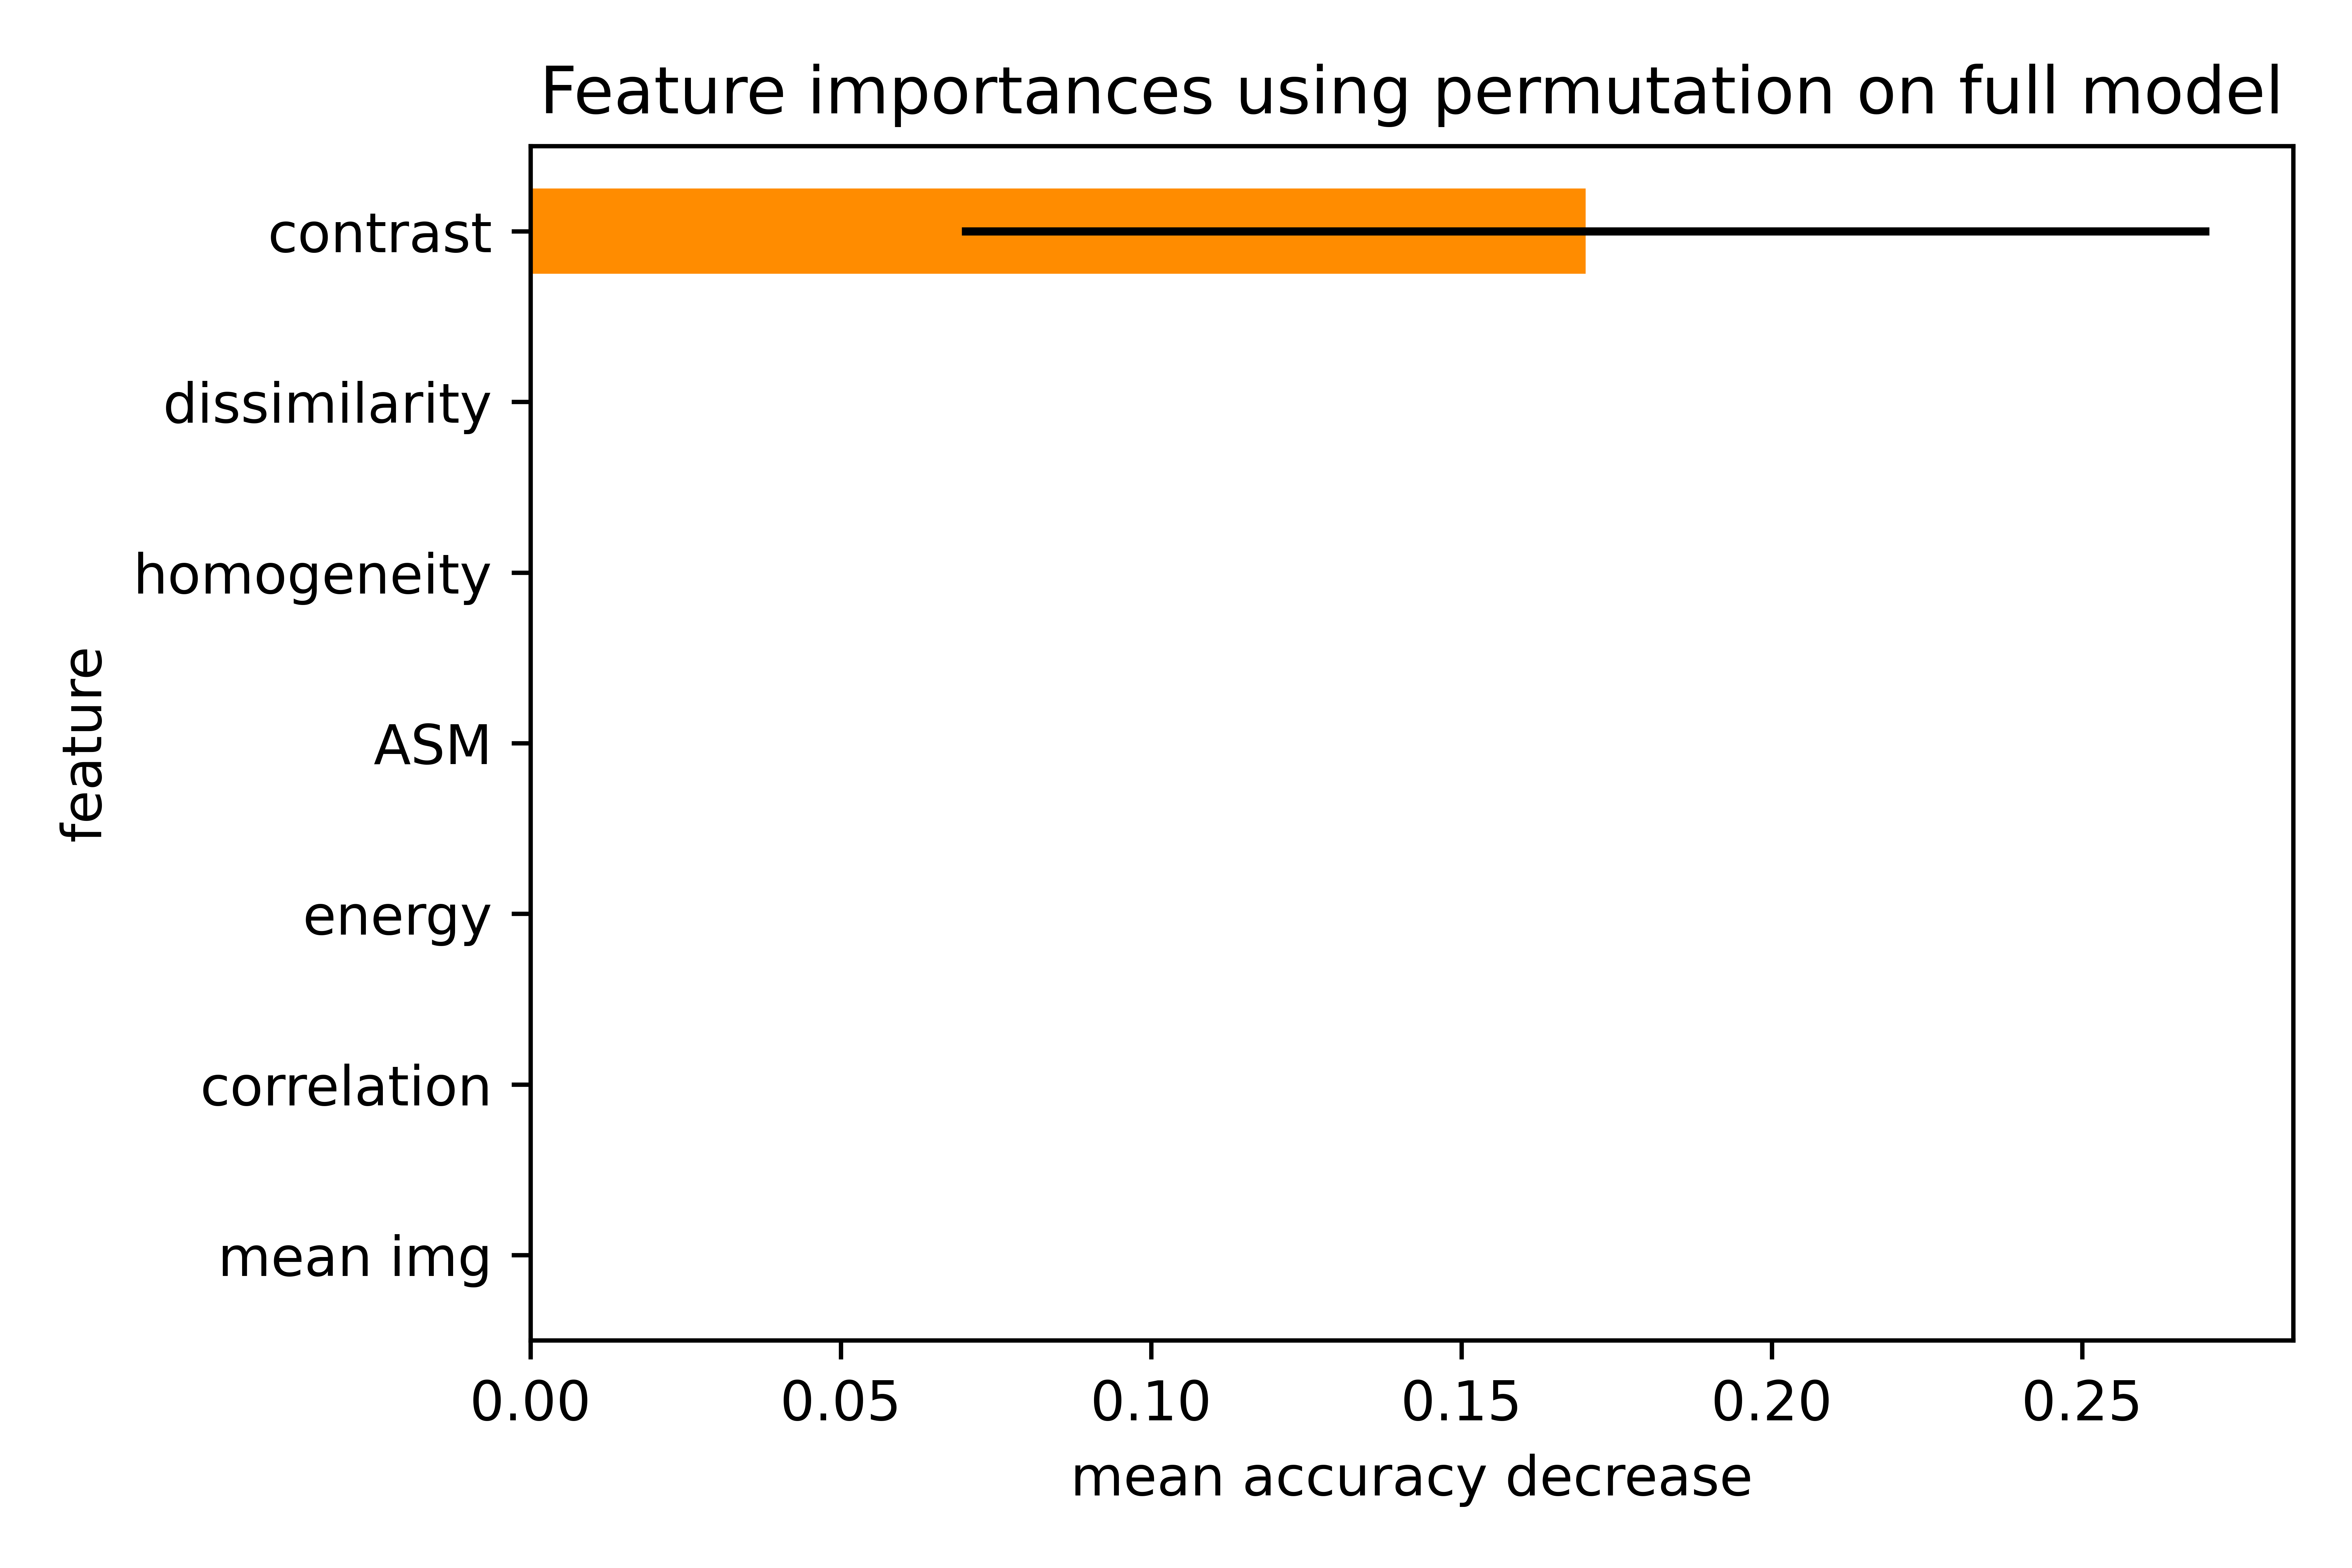 Feature importances using permutation on full model
contrast
dissimilarity
homogeneity
ASM
energy
correlation
mean img
feature
0.00 0.05 0.10 0.15 0.20 0.25
mean accuracy decrease